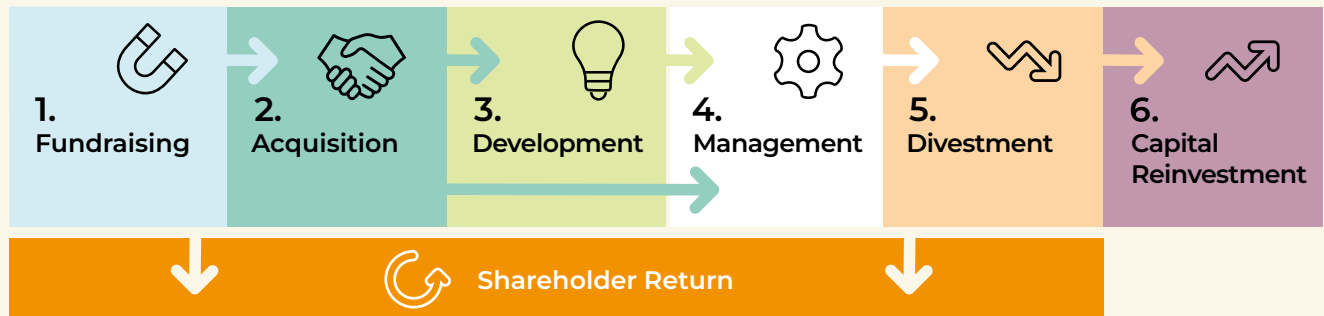 1.
Fundraising
2.
Acquisition
3.
Development
4.
Management
5.
Divestment
6.
Capital
Reinvestment
Shareholder Return